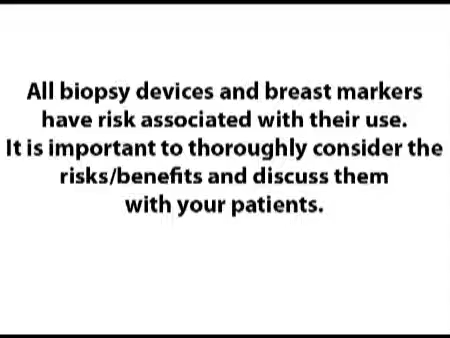 All biopsy devices and breast markers
have risk associated with their use.
It is important to thoroughly consider the
risks/benefits and discuss them
with your patients.